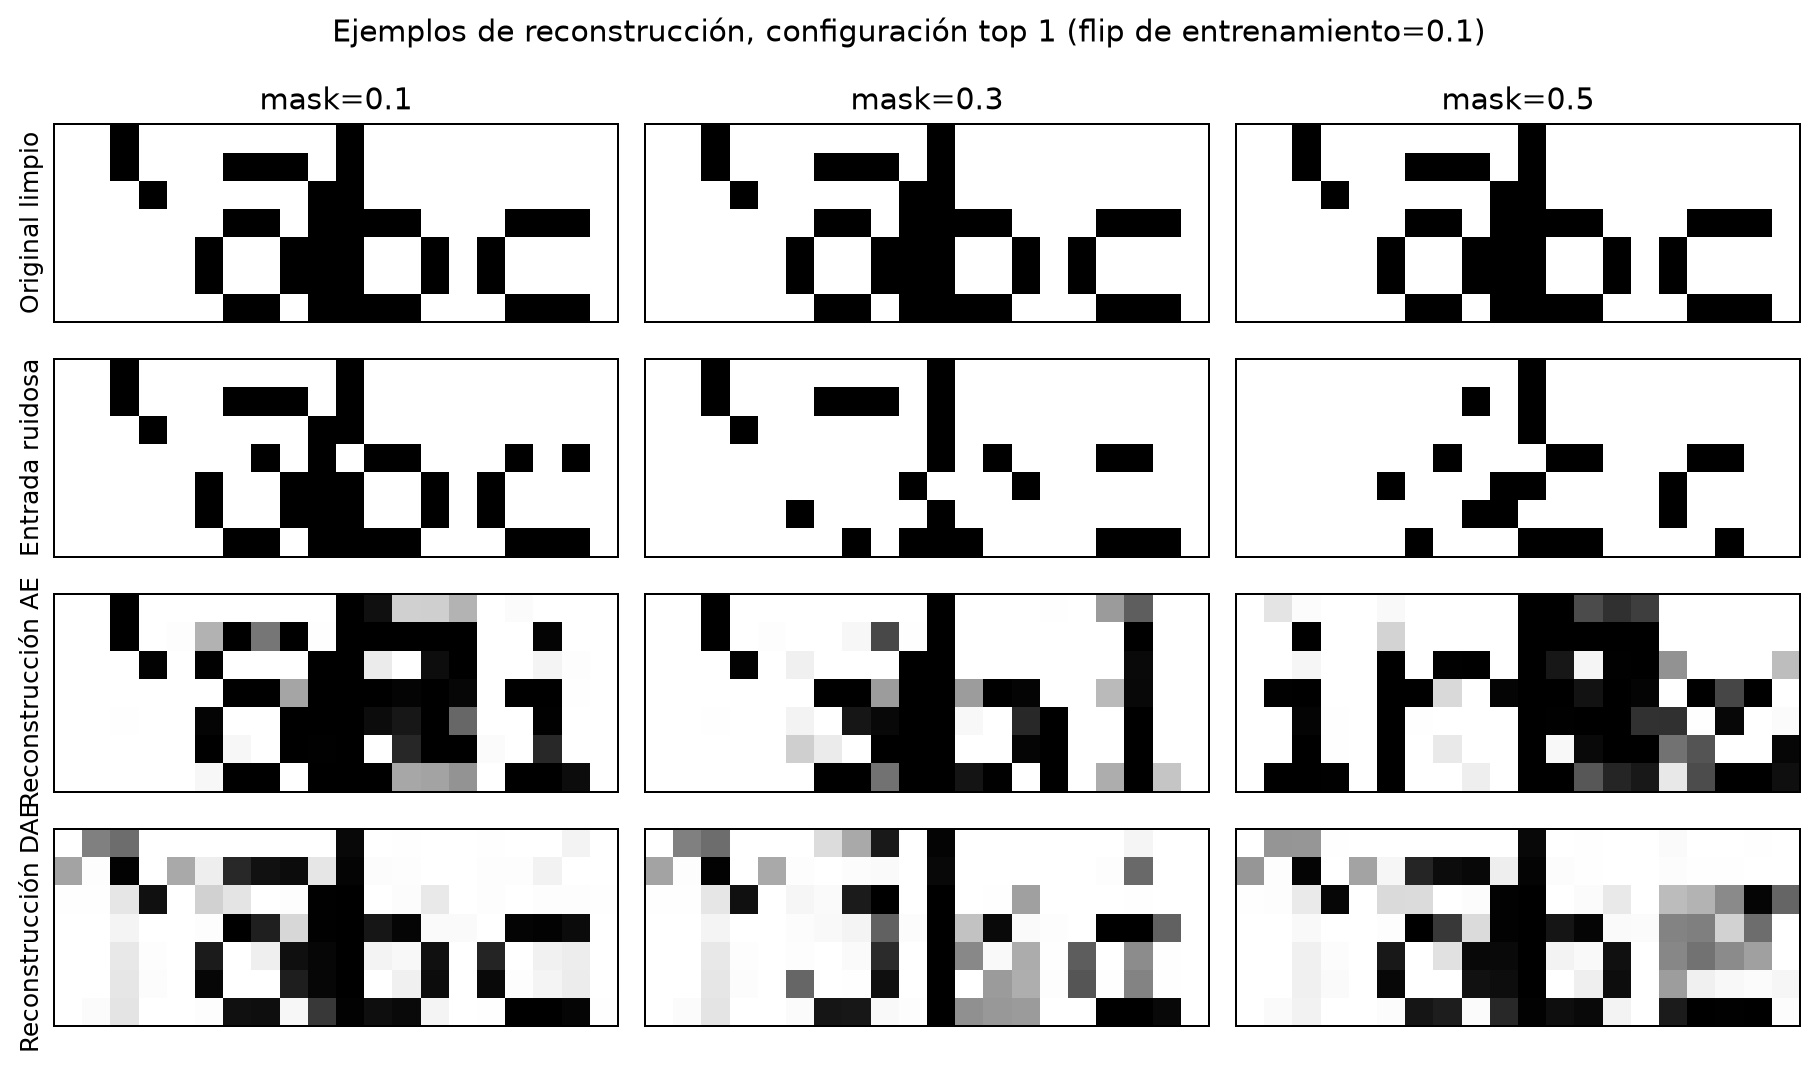 Ejemplos de reconstrucción, configuración top 1 (flip de entrenamiento=0.1)
mask=0.1 mask=0.3 mask=0.5
Original limpio
Entrada ruidosa
Reconstrucción AE
Reconstrucción DAE